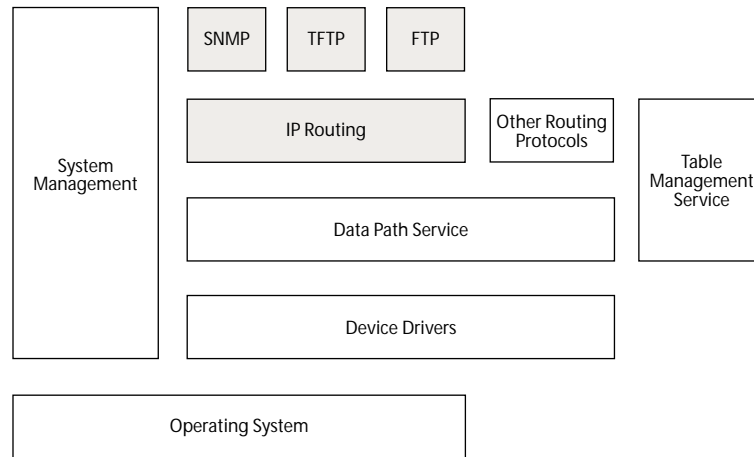 SNMP
TFTP
FTP
IP Routing
Other Routing
Protocols
System
Management
Table
Management
Service
Data Path Service
Device Drivers
Operating System